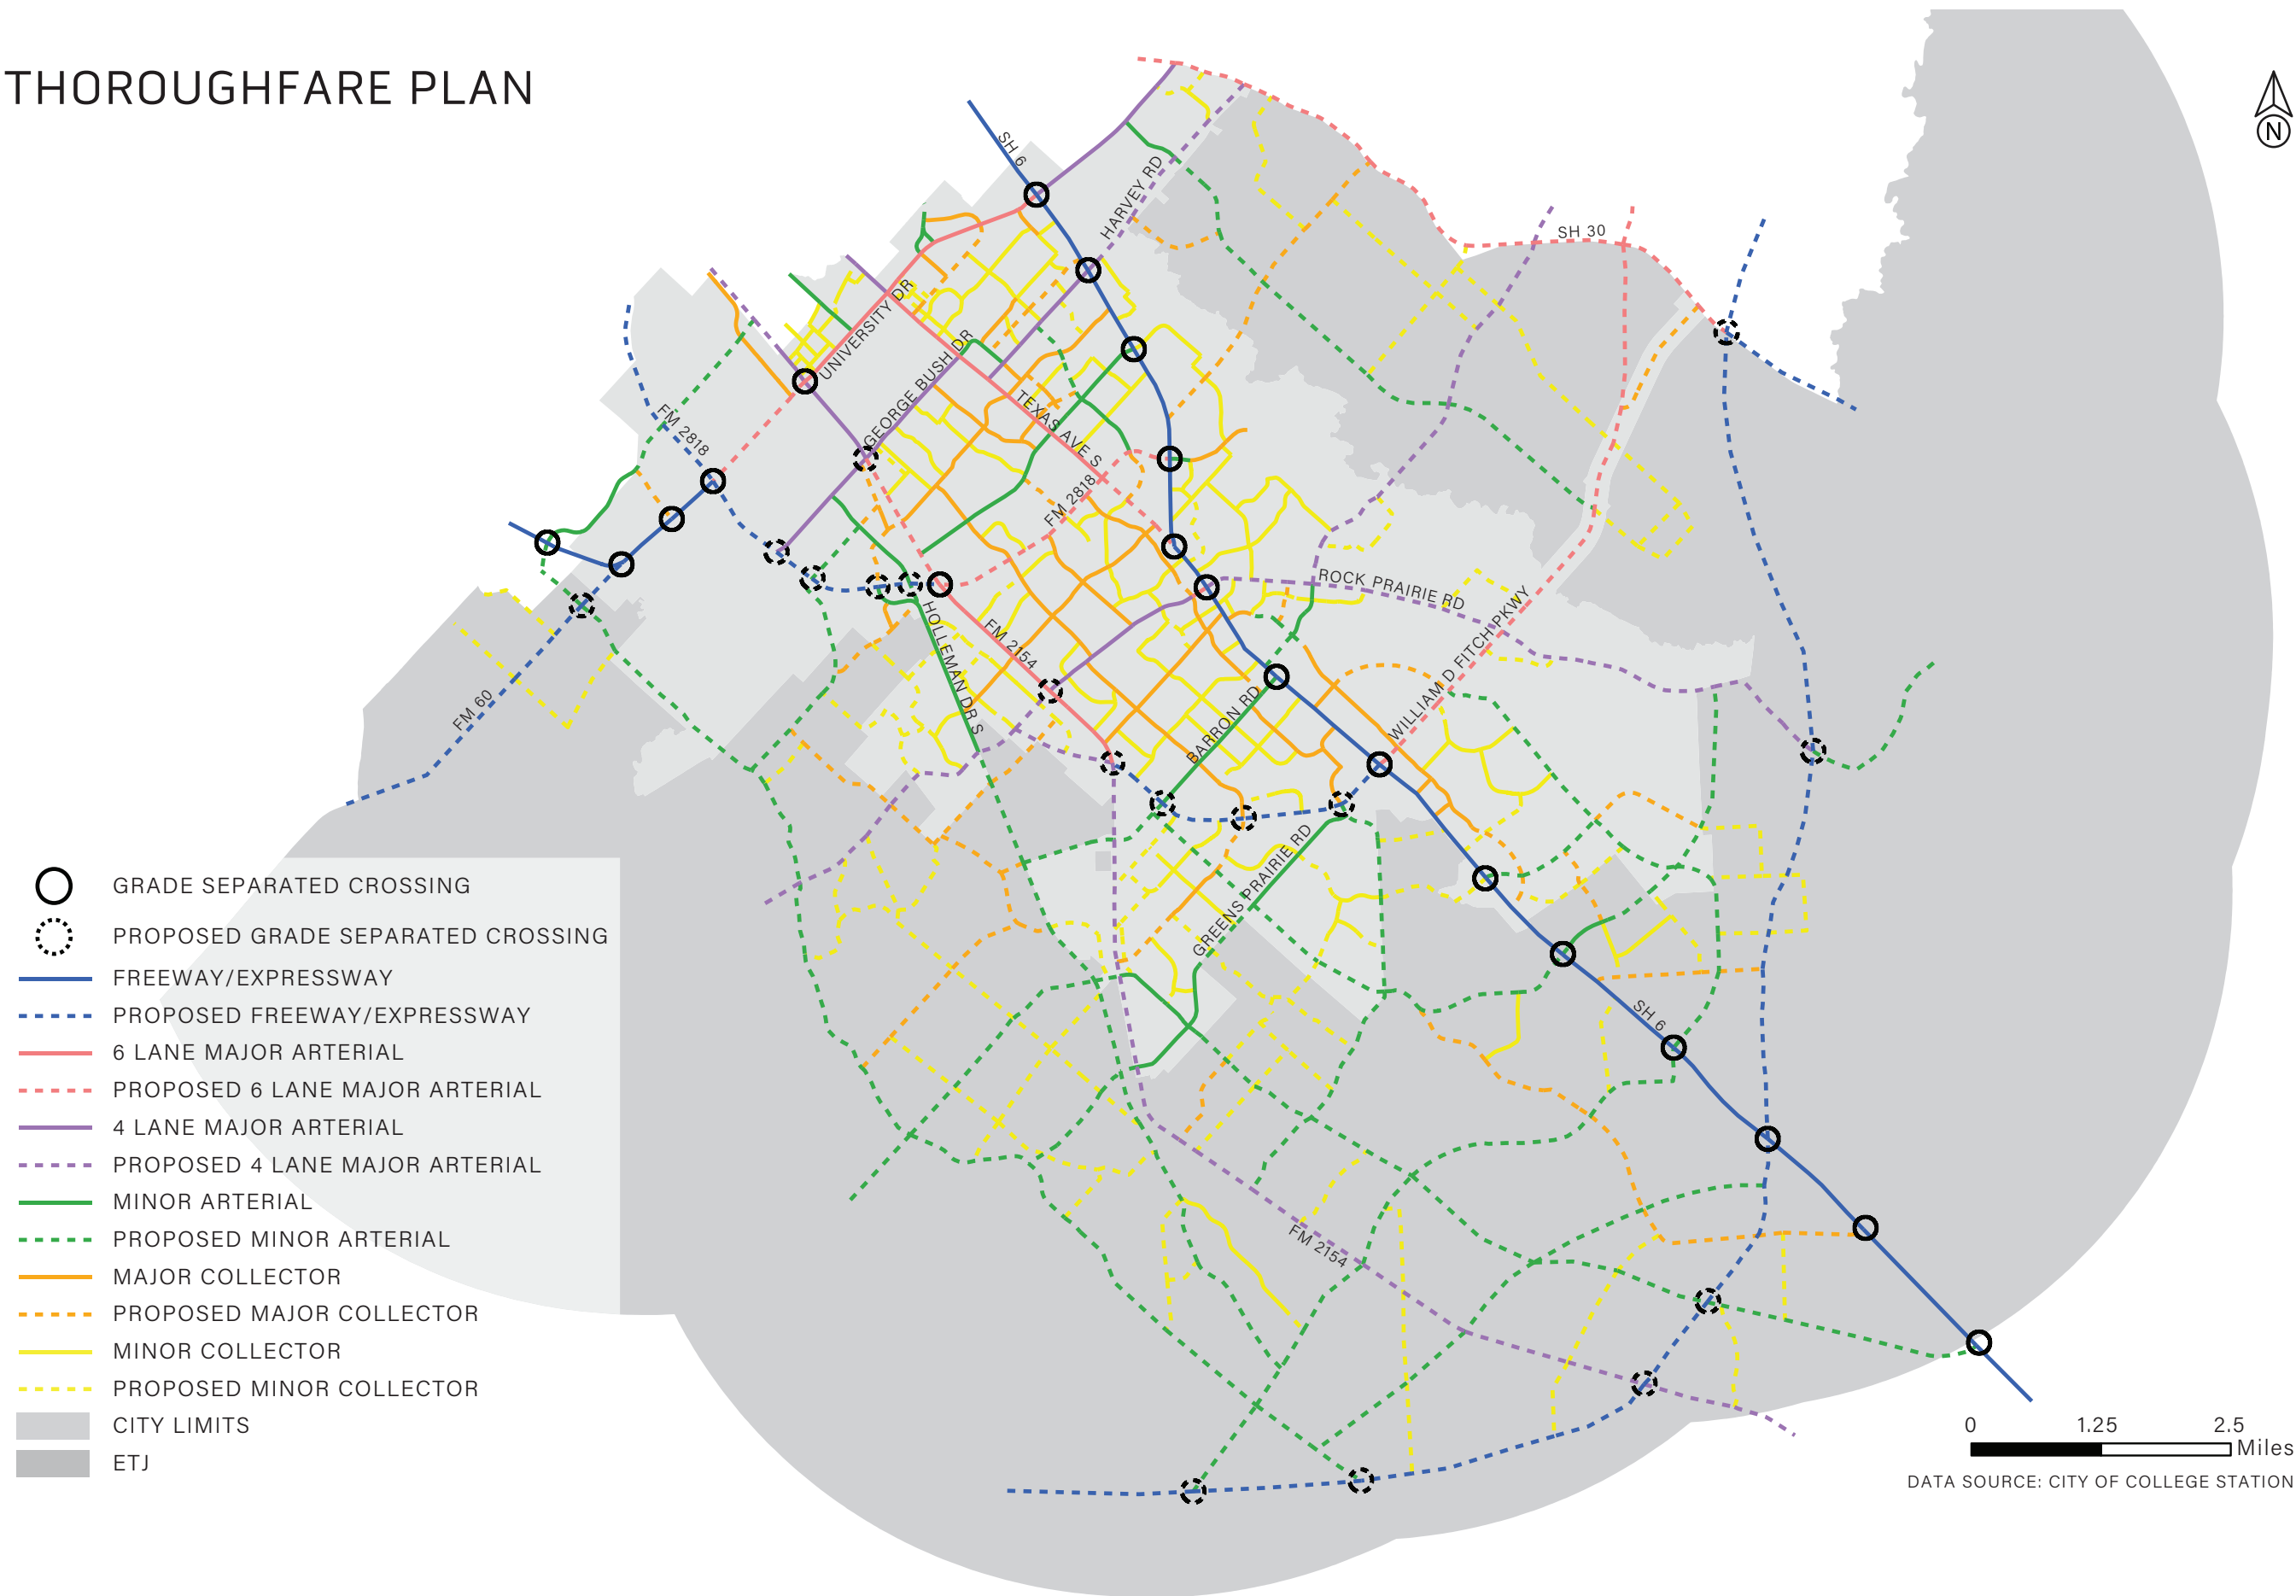 THOROUGHFARE PLAN
N
SH 6
HARVEY RD
SH 30
UNIVERSITY DR
GEORGE BUSH DR
TEXAS AVE S
FM 2818
FM 2818
ROCK PRAIRIE RD
WILLIAM D FITCH PKWY
HOLLEMAN DR S
FM 2154
FM 60
BARRON RD
GREENS PRAIRIE RD
SH 6
FM 2154
GRADE SEPARATED CROSSING
PROPOSED GRADE SEPARATED CROSSING
FREEWAY/EXPRESSWAY
PROPOSED FREEWAY/EXPRESSWAY
6 LANE MAJOR ARTERIAL
PROPOSED 6 LANE MAJOR ARTERIAL
4 LANE MAJOR ARTERIAL
PROPOSED 4 LANE MAJOR ARTERIAL
MINOR ARTERIAL
PROPOSED MINOR ARTERIAL
MAJOR COLLECTOR
PROPOSED MAJOR COLLECTOR
MINOR COLLECTOR
PROPOSED MINOR COLLECTOR
CITY LIMITS
ETJ
0 1.25 2.5
Miles
DATA SOURCE: CITY OF COLLEGE STATION